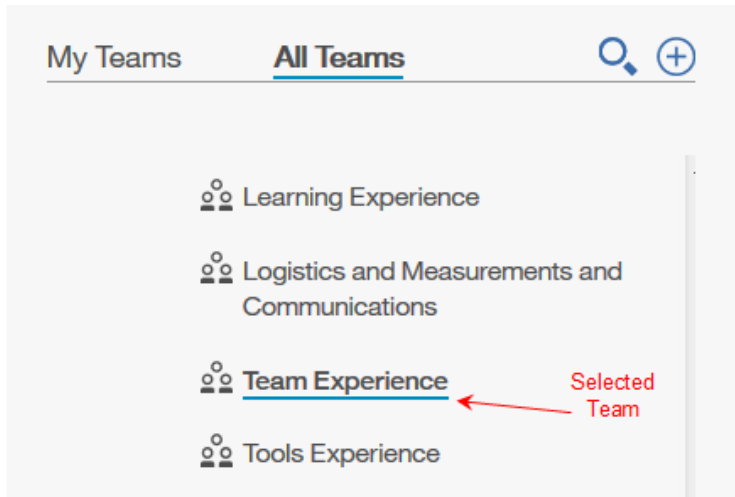 My Teams All Teams
Learning Experience
Logistics and Measurements and
Communications
Team Experience
Selected
Team
Tools Experience